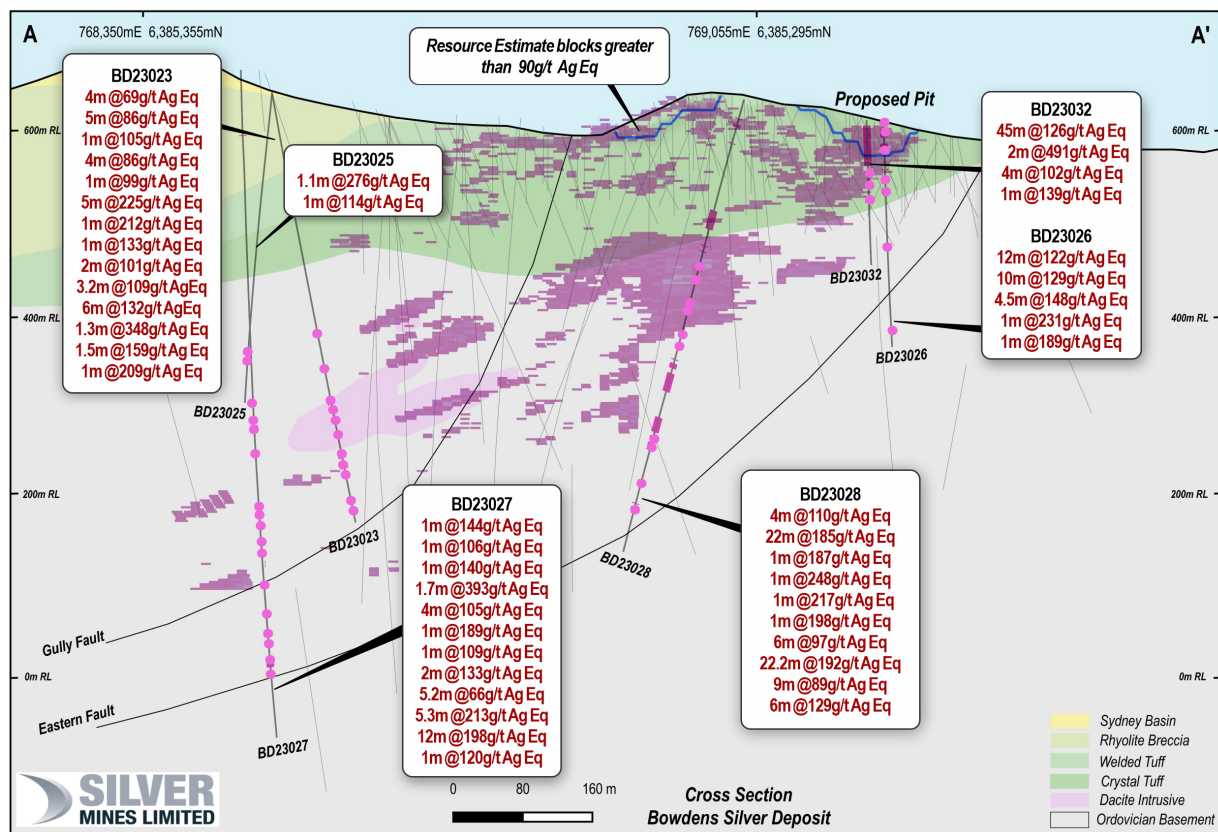 A
768,350mE 6,385,355mN
769,055mE 6,385,295mN
A'
Resource Estimate blocks greater
than 90g/t Ag Eq
Proposed Pit
600m RL
400m RL
200m RL
0m RL
600m RL
400m RL
200m RL
0m RL
BD23023
4m@69g/t Ag Eq
5m@86g/t Ag Eq
1m@105g/t Ag Eq
4m@86g/t Ag Eq
1m@99g/t Ag Eq
5m@225g/t Ag Eq
1m@212g/t Ag Eq
1m@133g/t Ag Eq
2m@101g/t Ag Eq
3.2m@109g/tAgEq
6m@132g/tAgEq
1.3m@348g/t Ag Eq
1.5m@159g/t Ag Eq
1m@209g/t Ag Eq
BD23025
1.1m@276g/t Ag Eq
1m@114g/t Ag Eq
BD23032
45m@126g/t Ag Eq
2m@491g/t Ag Eq
4m@102g/t Ag Eq
1m@139g/t Ag Eq
BD23026
12m@122g/t Ag Eq
10m@129g/t Ag Eq
4.5m@148g/t Ag Eq
1m@231g/t Ag Eq
1m@189g/t Ag Eq
BD23032
BD23026
BD23025
BD23023
BD23028
BD23027
Gully Fault
Eastern Fault
BD23027
1m@144g/t Ag Eq
1m@106g/t Ag Eq
1m@140g/t Ag Eq
1.7m@393g/t Ag Eq
4m@105g/t Ag Eq
1m@189g/t Ag Eq
1m@109g/t Ag Eq
2m@133g/t Ag Eq
5.2m@66g/t Ag Eq
5.3m@213g/t Ag Eq
12m@198g/t Ag Eq
1m@120g/t Ag Eq
BD23028
4m@110g/t Ag Eq
22m@185g/t Ag Eq
1m@187g/t Ag Eq
1m@248g/t Ag Eq
1m@217g/t Ag Eq
1m@198g/t Ag Eq
6m@97g/t Ag Eq
22.2m@192g/t Ag Eq
9m@89g/t Ag Eq
6m@129g/t Ag Eq
SILVER
MINES LIMITED
0 80 160 m
Cross Section
Bowdens Silver Deposit
Sydney Basin
Rhyolite Breccia
Welded Tuff
Crystal Tuff
Dacite Intrusive
Ordovician Basement